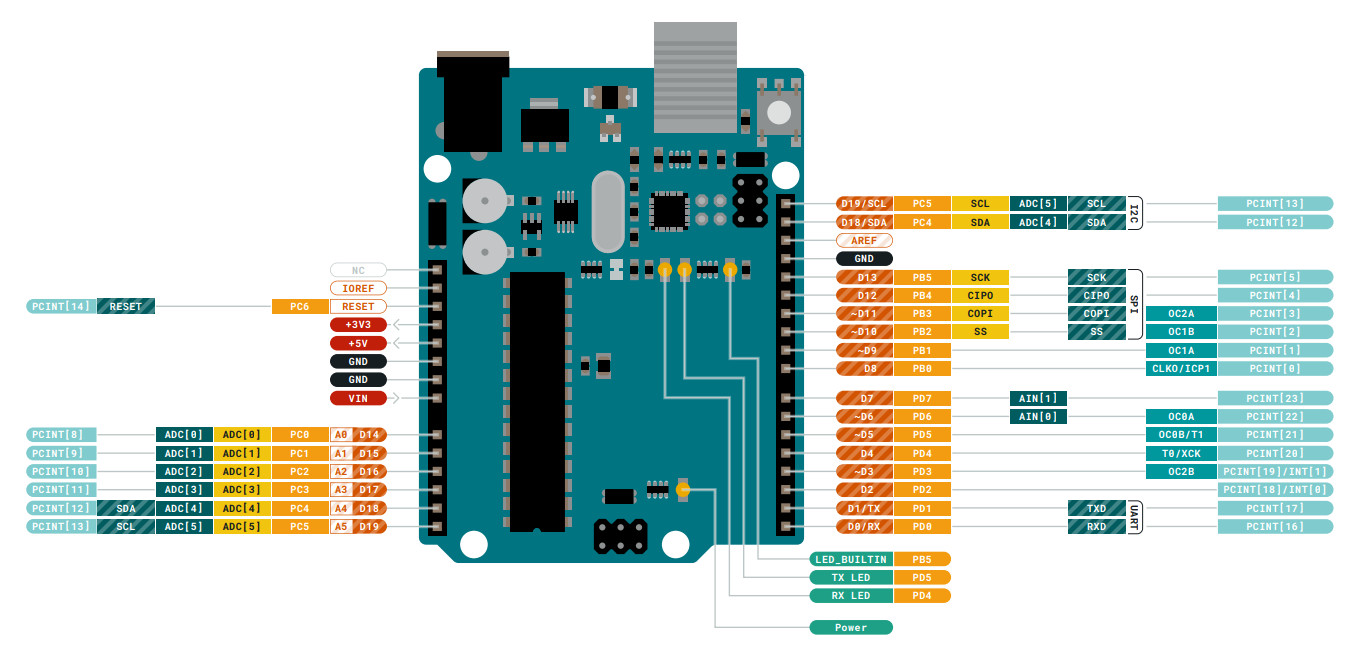 D19/SCL PC5 SCL ADC[5] SCL PCINT[13]
D18/SDA PC4 SDA ADC[4] SDA PCINT[12]
I2C
AREF
GND
D13 PB5 SCK SCK PCINT[5]
D12 PB4 CIPO CIPO PCINT[4]
~D11 PB3 COPI COPI OC2A PCINT[3]
~D10 PB2 SS SS OC1B PCINT[2]
SPI
~D9 PB1 OC1A PCINT[1]
D8 PB0 CLKO/ICP1 PCINT[0]
D7 PD7 AIN[1] PCINT[23]
~D6 PD6 AIN[0] OC0A PCINT[22]
~D5 PD5 OC0B/T1 PCINT[21]
D4 PD4 T0/XCK PCINT[20]
~D3 PD3 OC2B PCINT[19]/INT[1]
D2 PD2 PCINT[18]/INT[0]
D1/TX PD1 TXD PCINT[17]
D0/RX PD0 RXD PCINT[16]
UART
NC
IOREF
PCINT[14] RESET PC6 RESET
+3V3
+5V
GND
GND
VIN
PCINT[8] ADC[0] ADC[0] PC0 A0 D14
PCINT[9] ADC[1] ADC[1] PC1 A1 D15
PCINT[10] ADC[2] ADC[2] PC2 A2 D16
PCINT[11] ADC[3] ADC[3] PC3 A3 D17
PCINT[12] SDA ADC[4] ADC[4] PC4 A4 D18
PCINT[13] SCL ADC[5] ADC[5] PC5 A5 D19
LED_BUILTIN PB5
TX LED PD5
RX LED PD4
Power